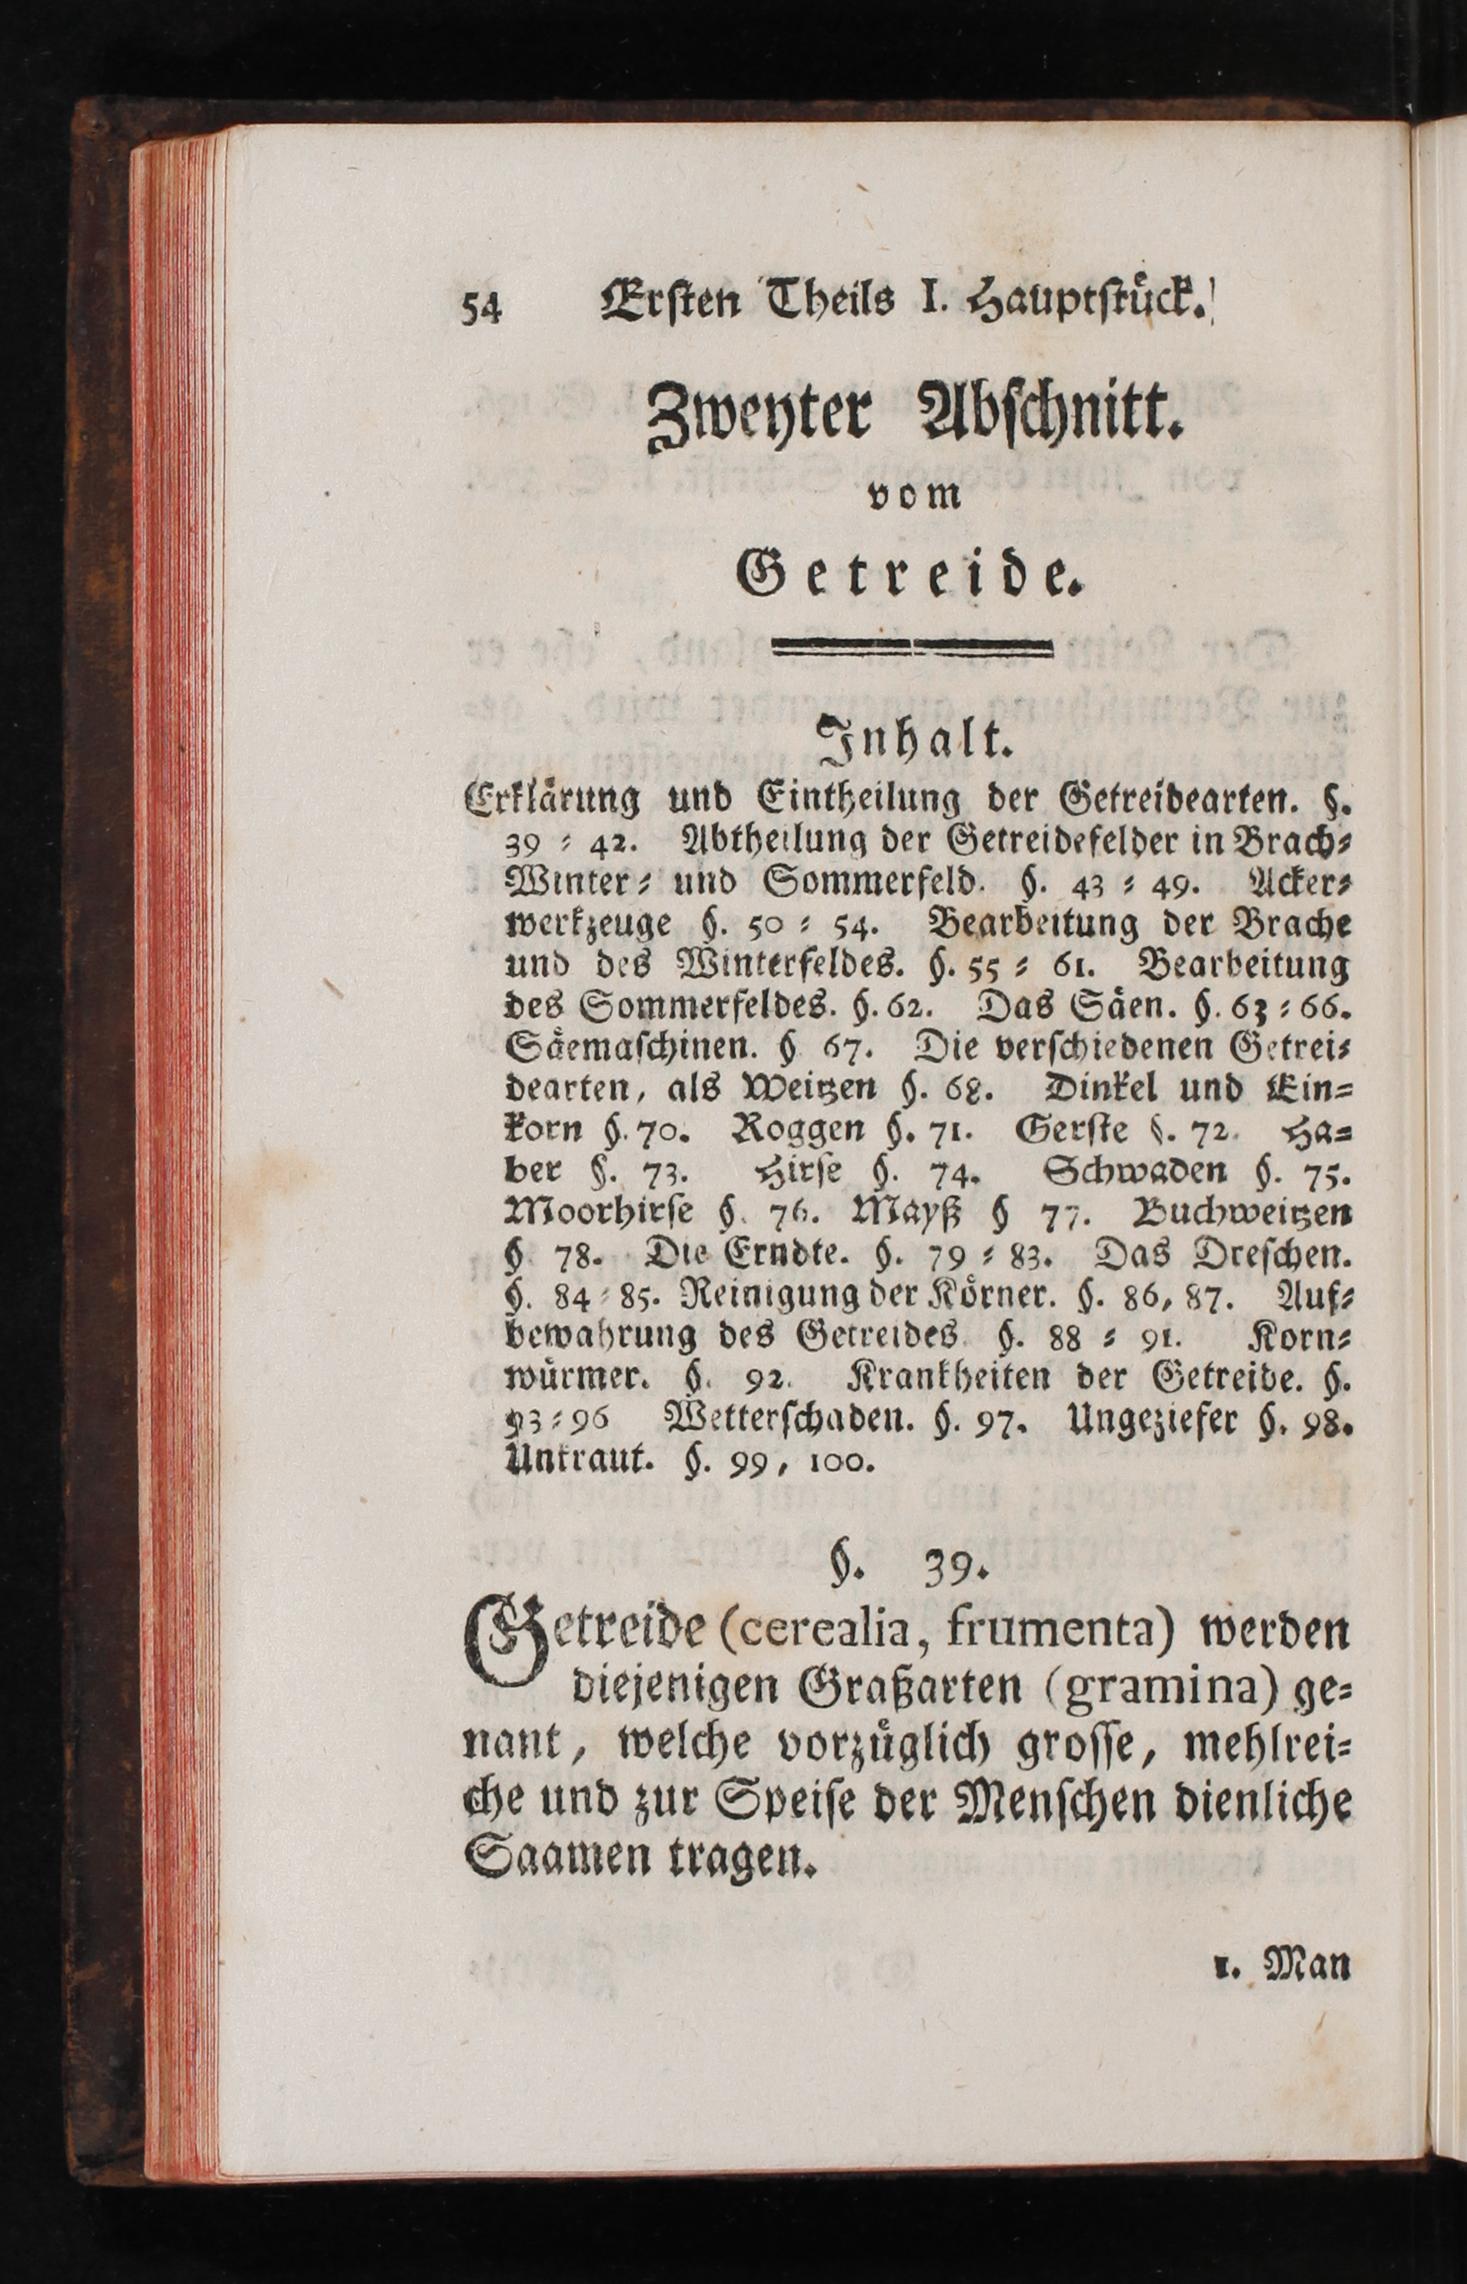 54 Ersten Theils I. Hauptstück.
Zweyter Abschnitt.
vom
Getreide.
Inhalt.
Erklärung und Eintheilung der Getreidearten. §.
39 = 42. Abtheilung der Getreidefelder in Brach=
Winter= und Sommerfeld. §. 43 = 49. Acker=
werkzeuge §. 50 = 54. Bearbeitung der Brache
und des Winterfeldes. §. 55 = 61. Bearbeitung
des Sommerfeldes. §. 62. Das Säen. §. 63 = 66.
Säemaschinen. § 67. Die verschiedenen Getrei=
dearten, als Weitzen §. 68. Dinkel und Ein=
korn §. 70. Roggen §. 71. Gerste §. 72. Ha=
ber §. 73. Hirse §. 74. Schwaden §. 75.
Moorhirse §. 76. Mayß § 77. Buchweitzen
§ 78. Die Erndte. §. 79 = 83. Das Dreschen.
§. 84 = 85. Reinigung der Körner. §. 86, 87. Auf=
bewahrung des Getreides §. 88 = 91. Korn=
würmer. §. 92. Krankheiten der Getreide. §.
93 = 96 Wetterschaden. §. 97. Ungeziefer §. 98.
Unkraut. §. 99, 100.
§. 39.
Getreide (cerealia, frumenta) werden
diejenigen Graßarten (gramina) ge=
nant, welche vorzüglich grosse, mehlrei=
che und zur Speise der Menschen dienliche
Saamen tragen.
1. Man